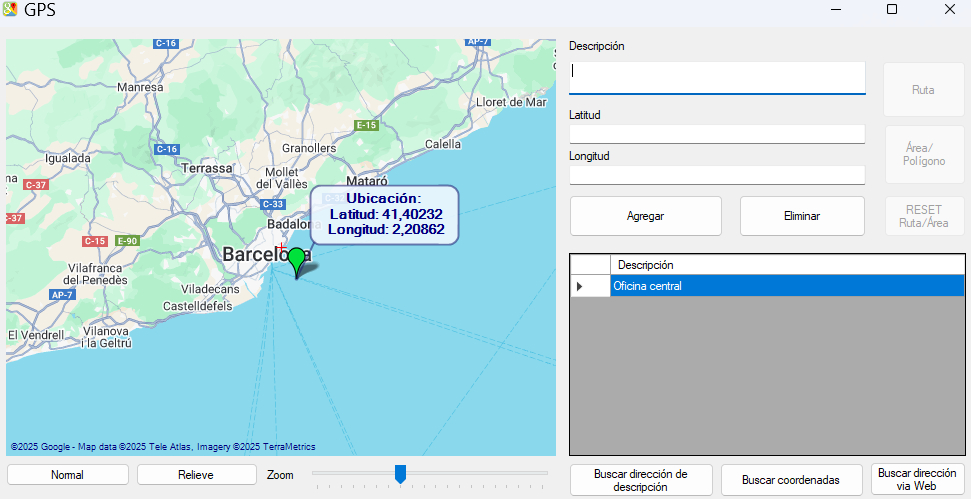 GPS
C-16
AP-7
Manresa
Lloret de Mar
E-15
Calella
C-16
Granollers
Igualada
Terrassa
Mollet
del Vallès
Mataró
na
C-37
C-33
Ubicación:
Latitud: 41,40232
Longitud: 2,20862
Badalona
C-37
C-15
E-90
Barcelona
Vilafranca
del Penedès
AP-7
Viladecans
Castelldefels
El Vendrell
Vilanova
i la Geltrú
©2025 Google - Map data ©2025 Tele Atlas, Imagery ©2025 TerraMetrics
Normal
Relieve
Zoom
Descripción
Latitud
Longitud
Ruta
Área/
Polígono
Agregar
Eliminar
RESET
Ruta/Área
Descripción
Oficina central
Buscar dirección de
descripción
Buscar coordenadas
Buscar dirección
via Web